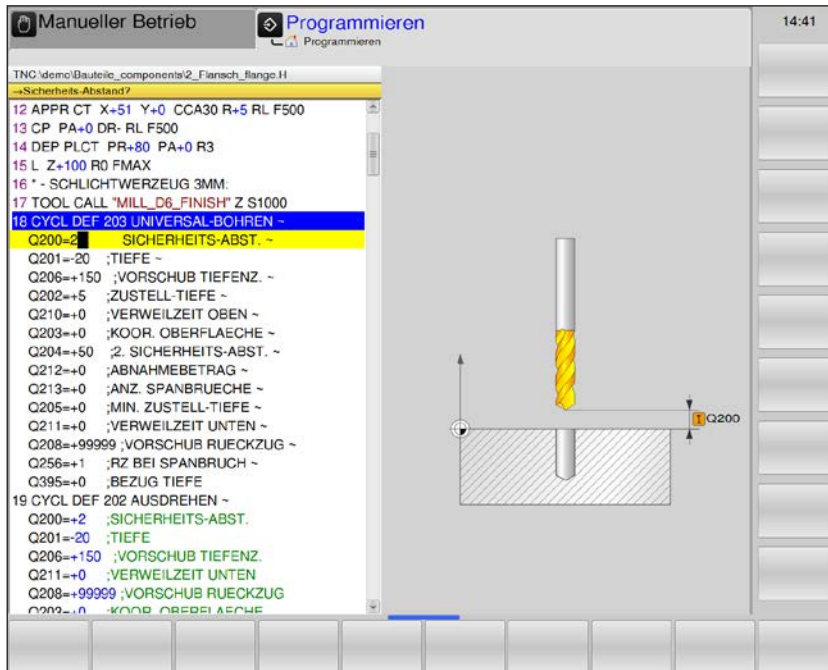 Manueller Betrieb
Programmieren
Programmieren
14:41
TNC:\demo\Bauteile_components\2_Flansch_flange.H
→Sicherheits-Abstand?
12 APPR CT X+51 Y+0 CCA30 R+5 RL F500
13 CP PA+0 DR- RL F500
14 DEP PLCT PR+80 PA+0 R3
15 L Z+100 R0 FMAX
16 * - SCHLICHTWERZEUG 3MM:
17 TOOL CALL "MILL_D6_FINISH" Z S1000
18 CYCL DEF 203 UNIVERSAL-BOHREN ~
Q200=2 SICHERHEITS-ABST. ~
Q201=-20 ;TIEFE ~
Q206=+150 ;VORSCHUB TIEFENZ. ~
Q202=+5 ;ZUSTELL-TIEFE ~
Q210=+0 ;VERWEILZEIT OBEN ~
Q203=+0 ;KOOR. OBERFLAECHE ~
Q204=+50 ;2. SICHERHEITS-ABST. ~
Q212=+0 ;ABNAHMEBETRAG ~
Q213=+0 ;ANZ. SPANBRUECHE ~
Q205=+0 ;MIN. ZUSTELL-TIEFE ~
Q211=+0 ;VERWEILZEIT UNTEN ~
Q208=+99999 ;VORSCHUB RUECKZUG ~
Q256=+1 ;RZ BEI SPANBRUCH ~
Q395=+0 ;BEZUG TIEFE
19 CYCL DEF 202 AUSDREHEN ~
Q200=+2 ;SICHERHEITS-ABST.
Q201=-20 ;TIEFE
Q206=+150 ;VORSCHUB TIEFENZ.
Q211=+0 ;VERWEILZEIT UNTEN
Q208=+99999 ;VORSCHUB RUECKZUG
Q203=+0 ;KOOR. OBERFLAECHE
I Q200